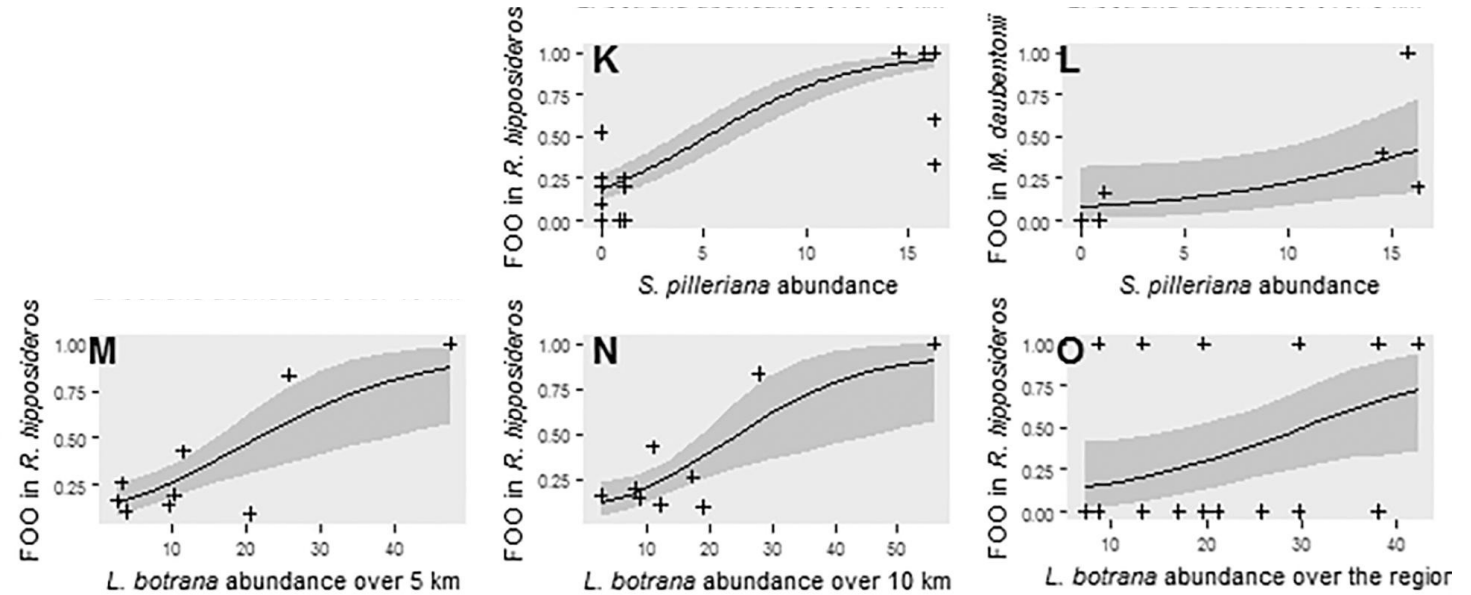 K
FOO in R. hipposideros
1.00
0.75
0.50
0.25
0.00
0 5 10 15
S. pilleriana abundance
L
FOO in M. daubentonii
1.00
0.75
0.50
0.25
0.00
0 5 10 15
S. pilleriana abundance
M
FOO in R. hipposideros
1.00
0.75
0.50
0.25
10 20 30 40
L. botrana abundance over 5 km
N
FOO in R. hipposideros
1.00
0.75
0.50
0.25
10 20 30 40 50
L. botrana abundance over 10 km
O
FOO in R. hipposideros
1.00
0.75
0.50
0.25
0.00
10 20 30 40
L. botrana abundance over the regior